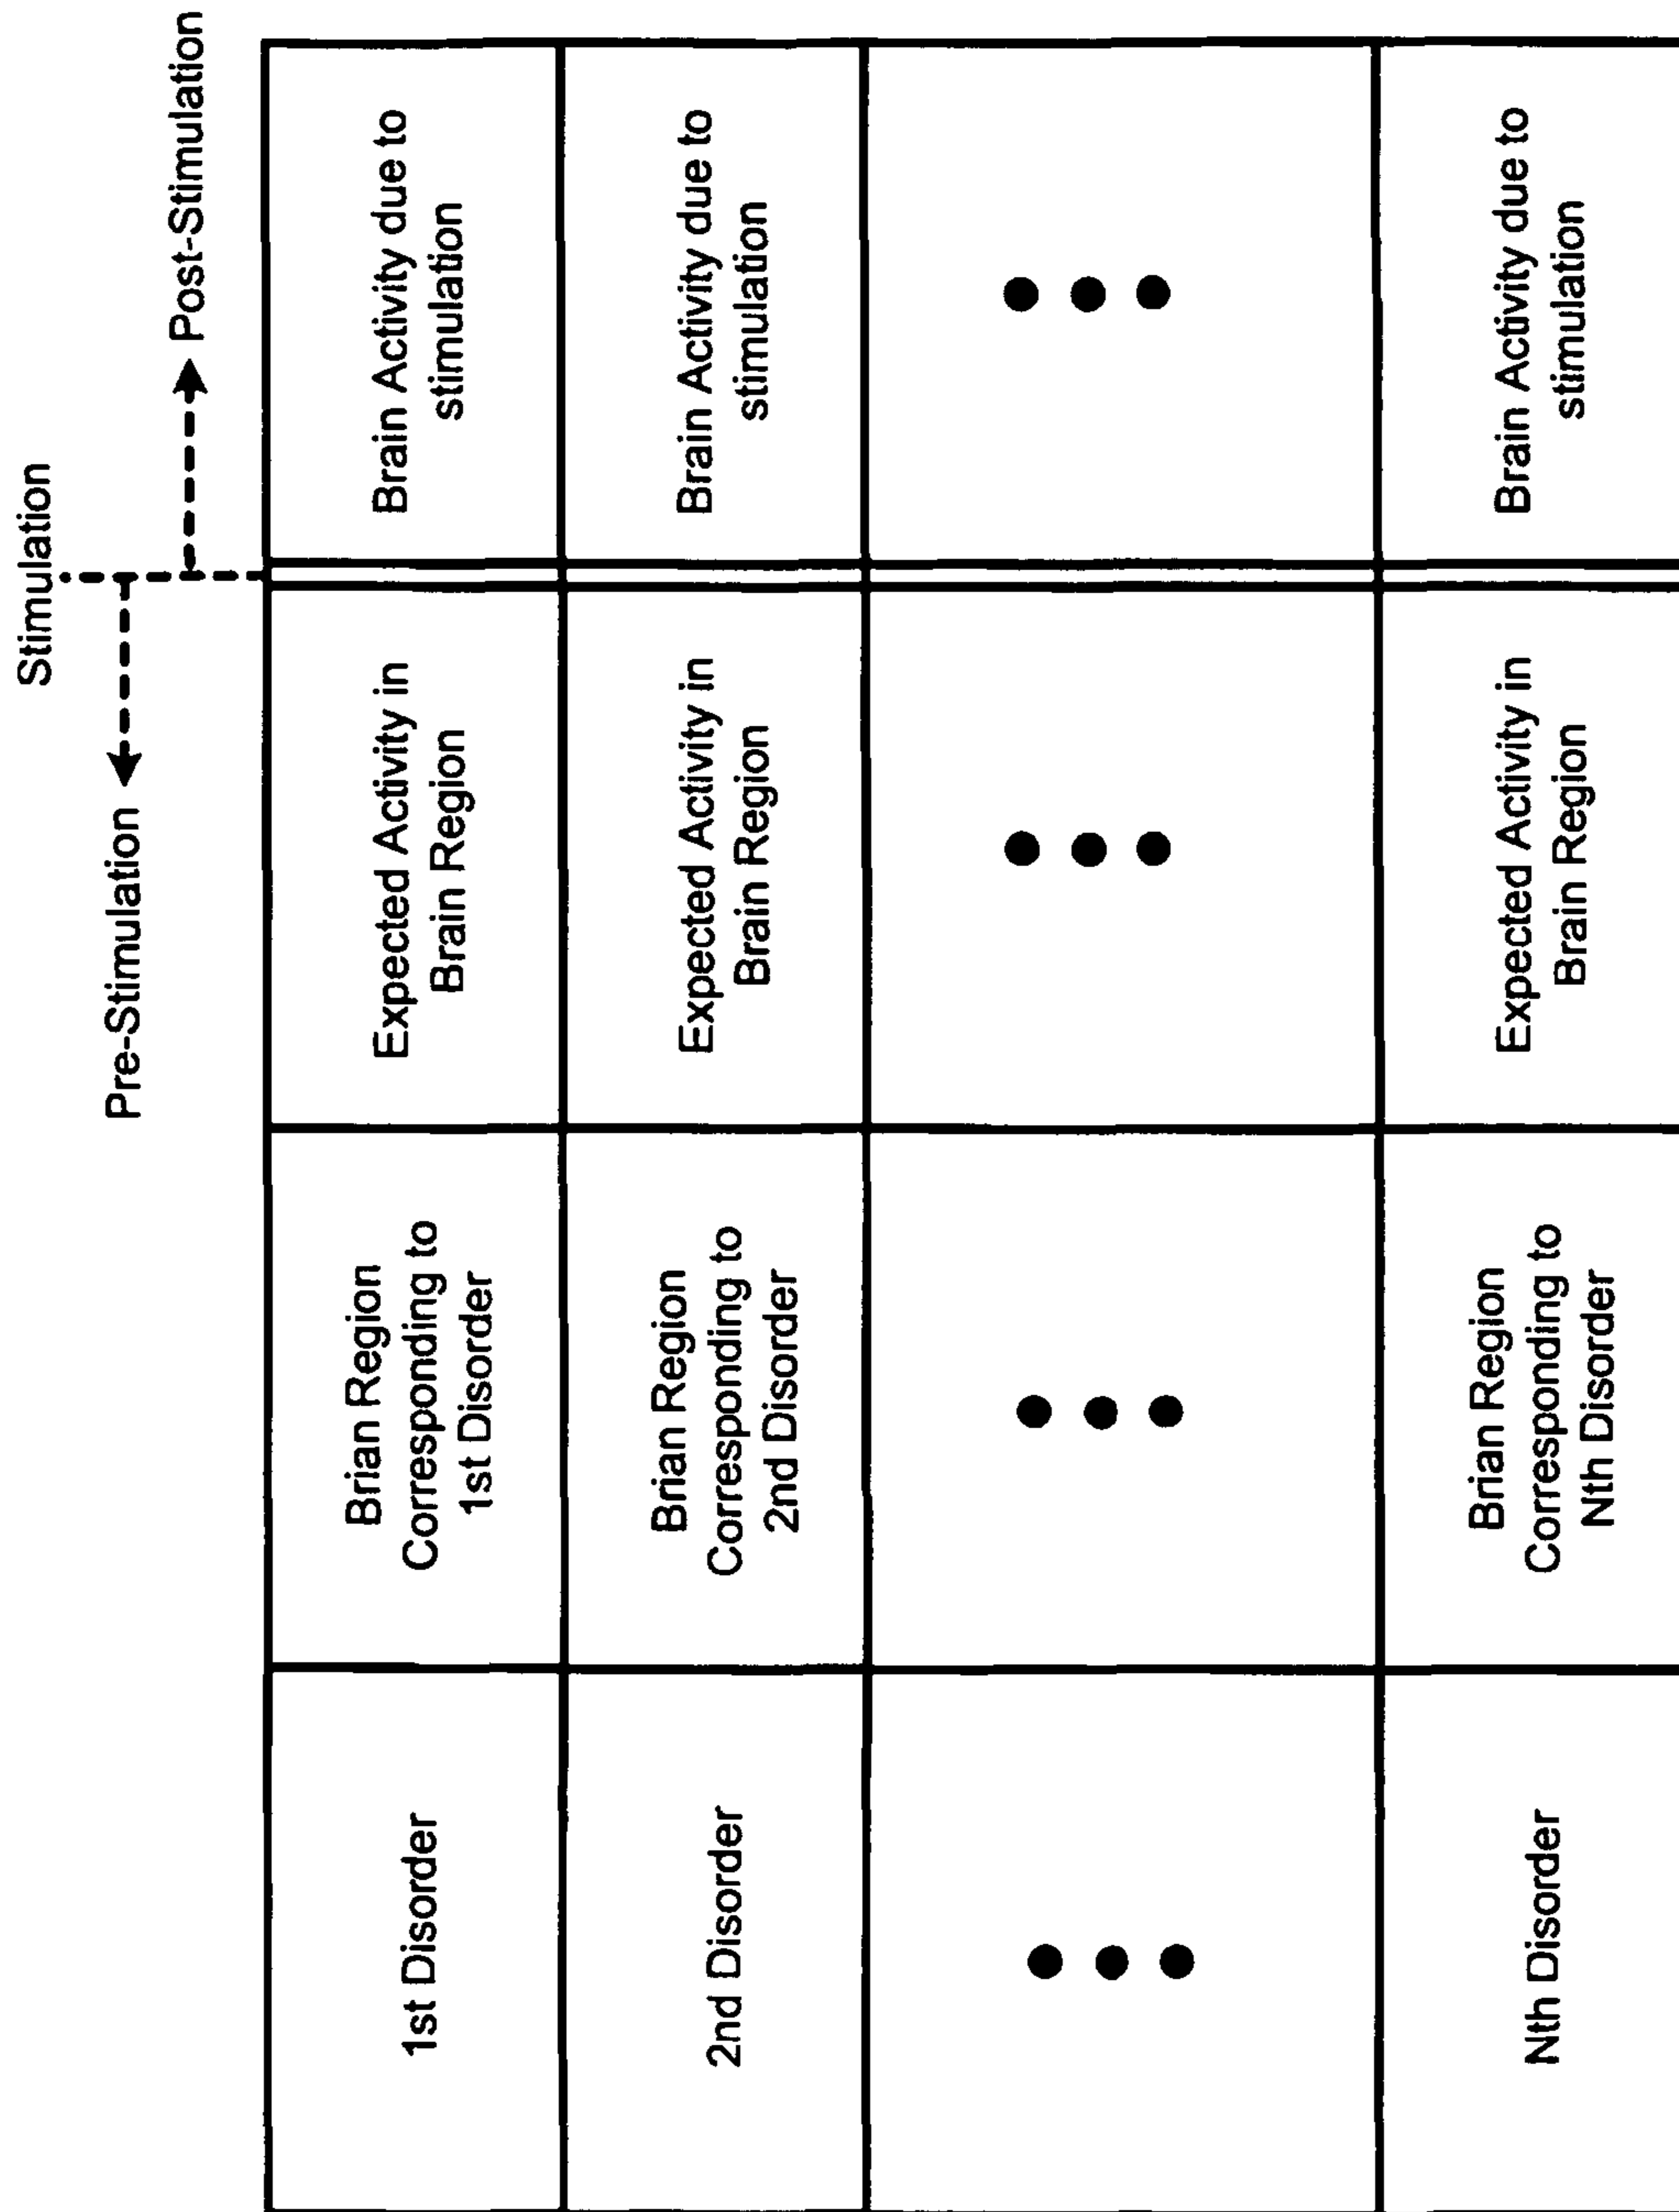 Stimulation
Pre-Stimulation
Post-Stimulation
1st Disorder
Brian Region
Corresponding to
1st Disorder
Expected Activity in
Brain Region
Brain Activity due to
stimulation
2nd Disorder
Brian Region
Corresponding to
2nd Disorder
Expected Activity in
Brain Region
Brain Activity due to
stimulation
Nth Disorder
Brian Region
Corresponding to
Nth Disorder
Expected Activity in
Brain Region
Brain Activity due to
stimulation